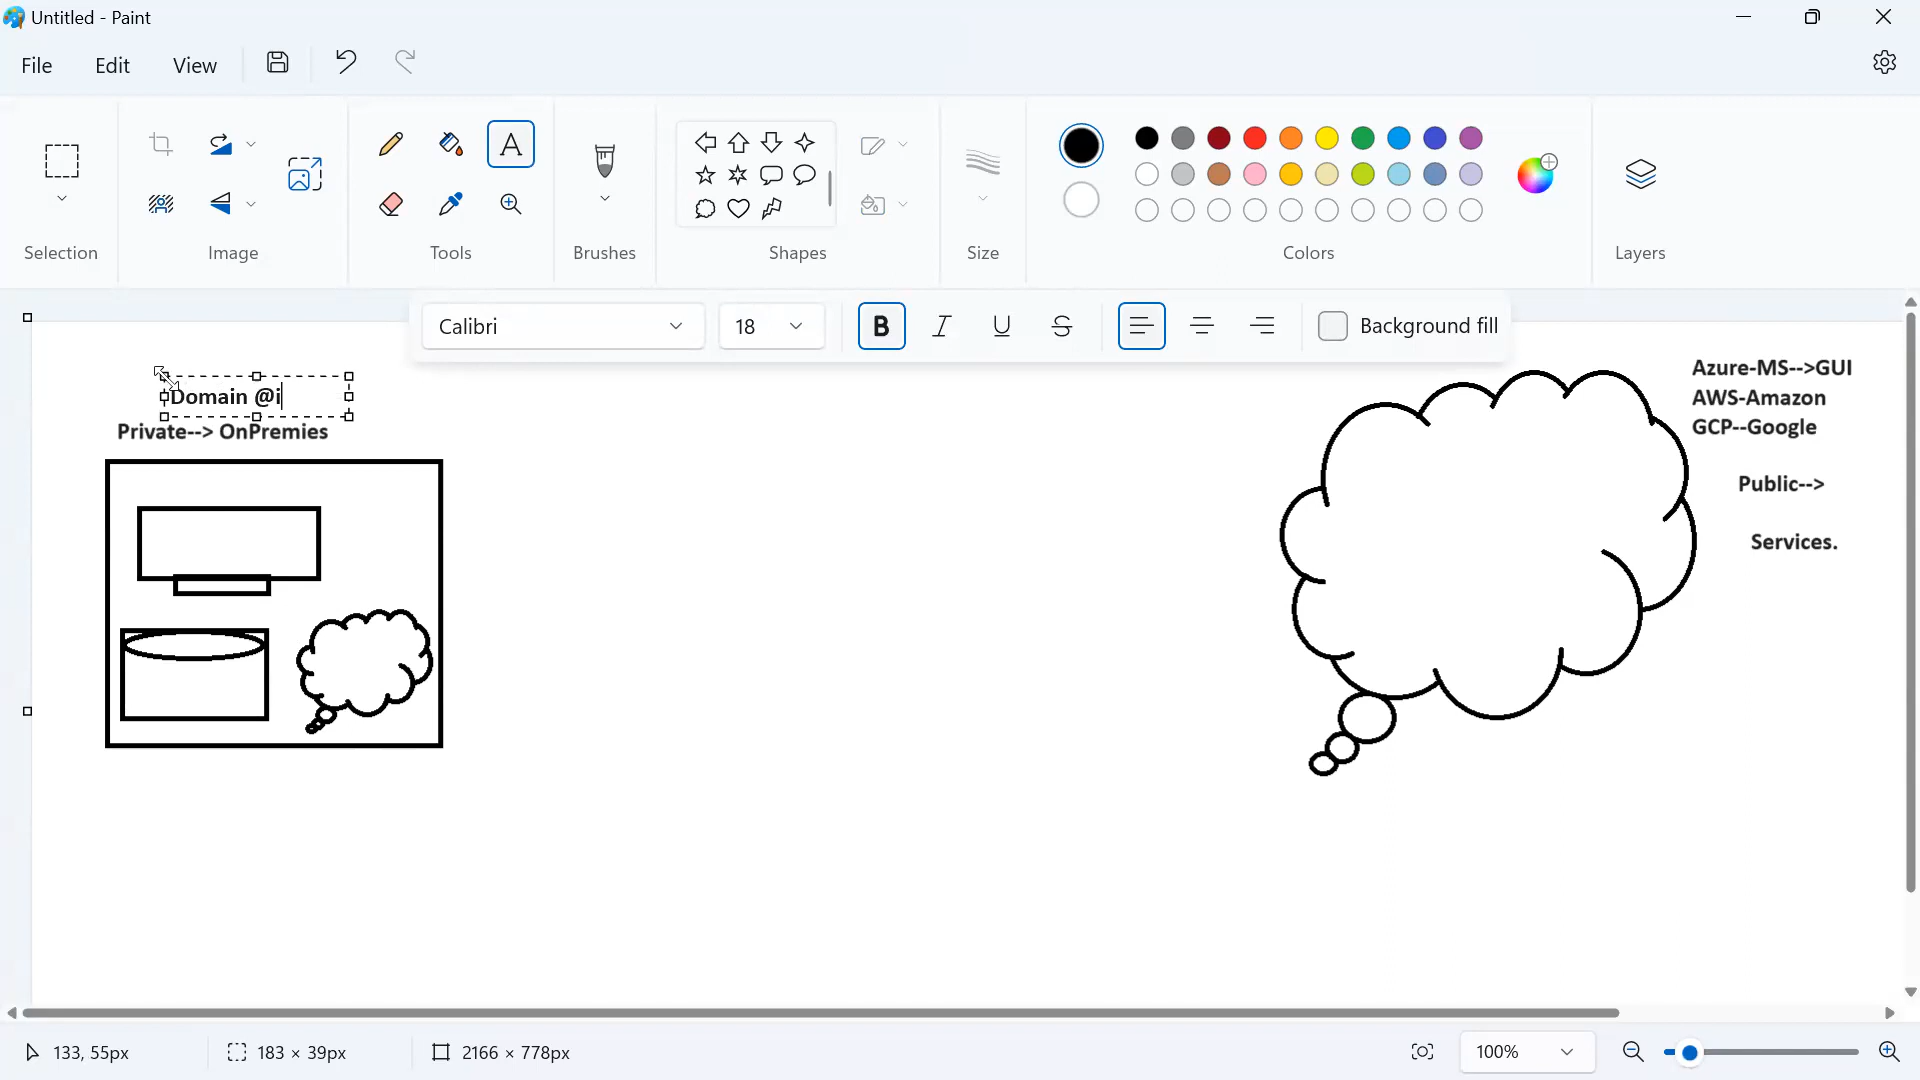 Untitled - Paint
File Edit View
Selection Image Tools Brushes Shapes Size Colors Layers
Calibri 18 B I U S Background fill
Domain @i
Private--> OnPremies
Azure-MS-->GUI
AWS-Amazon
GCP--Google
Public-->
Services.
133, 55px 183 × 39px 2166 × 778px 100%